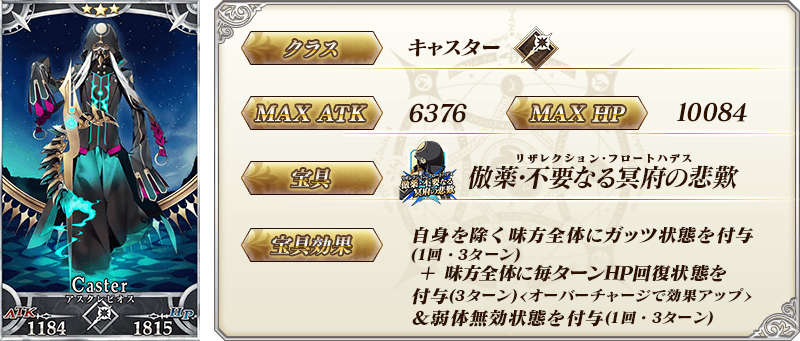 Caster
アスクレピオス
ATK
HP
1184
1815
クラス
キャスター
MAX ATK
6376
MAX HP
10084
宝具
リザレクション・フロートハデス
倣薬・不要なる冥府の悲歎
宝具効果
自身を除く味方全体にガッツ状態を付与
(1回・3ターン)
＋ 味方全体に毎ターンHP回復状態を
付与(3ターン)<オーバーチャージで効果アップ>
&弱体無効状態を付与(1回・3ターン)